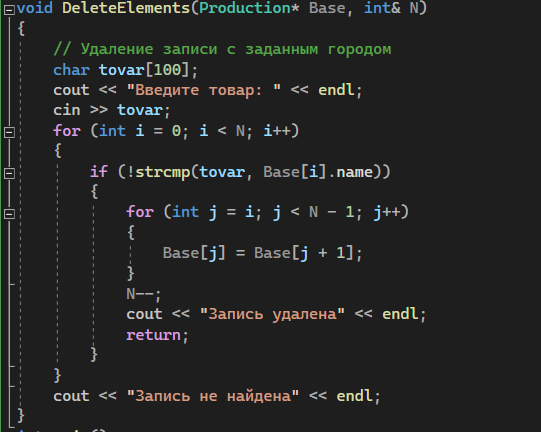 void DeleteElements(Production* Base, int& N)
{
// Удаление записи с заданным городом
char tovar[100];
cout << "Введите товар: " << endl;
cin >> tovar;
for (int i = 0; i < N; i++)
{
if (!strcmp(tovar, Base[i].name))
{
for (int j = i; j < N - 1; j++)
{
Base[j] = Base[j + 1];
}
N--;
cout << "Запись удалена" << endl;
return;
}
}
cout << "Запись не найдена" << endl;
}